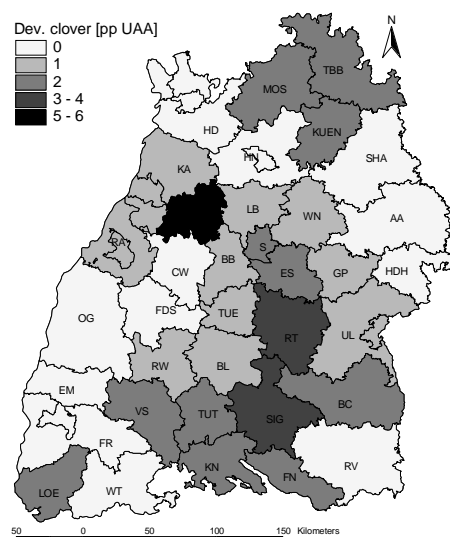 Dev. clover [pp UAA]
0
1
2
3 - 4
5 - 6
N
TBB
MOS
KUEN
HD
HN
SHA
KA
LB
WN
AA
RA
S
CW
BB
ES
GP
HDH
OG
FDS
TUE
RT
UL
RW
BL
EM
VS
TUT
SIG
BC
FR
KN
FN
RV
LOE
WT
50 0 50 100 150 Kilometers